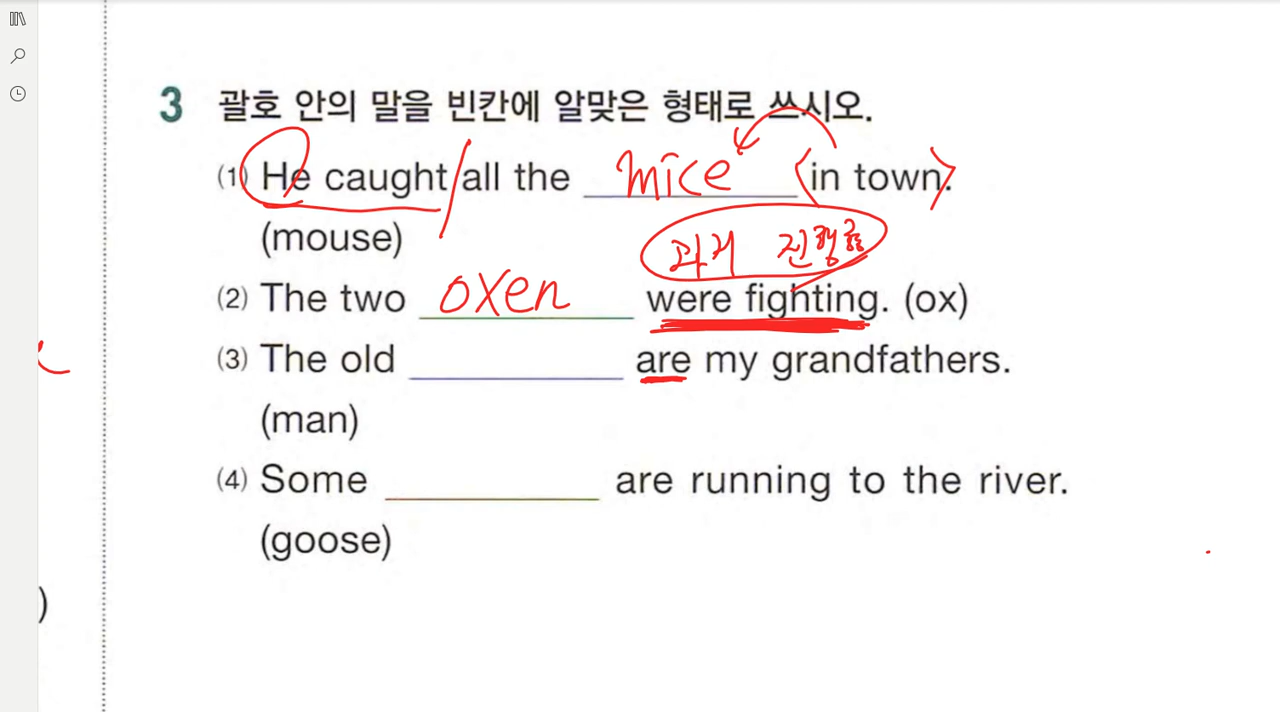 3 괄호 안의 말을 빈칸에 알맞은 형태로 쓰시오.
(1) He caught all the mice (in town).
(mouse)
과거 진행형
(2) The two oxen were fighting. (ox)
(3) The old ________ are my grandfathers.
(man)
(4) Some ________ are running to the river.
(goose)
)